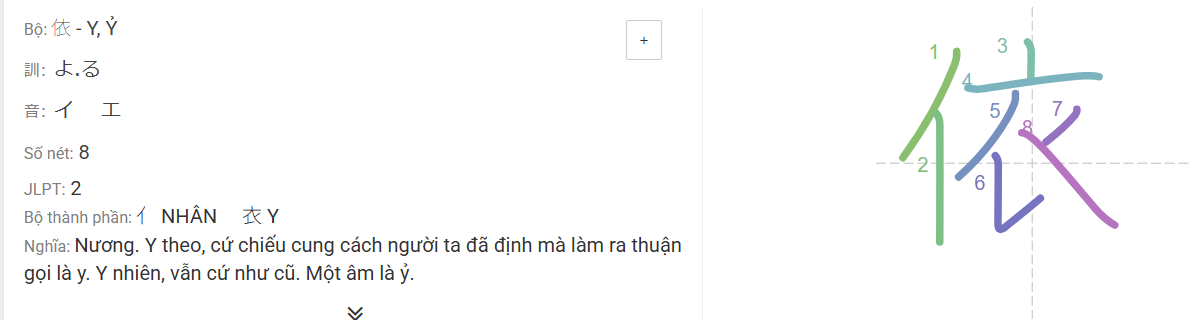 Bộ: 依 - Y, Ỷ
+
訓: よ.る
音: イ エ
Số nét: 8
JLPT: 2
Bộ thành phần: 亻 NHÂN 衣 Y
Nghĩa: Nương. Y theo, cứ chiếu cung cách người ta đã định mà làm ra thuận
gọi là y. Y nhiên, vẫn cứ như cũ. Một âm là ỷ.
依
1
3
4
5
7
8
2
6